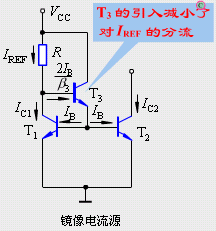 T₃的引入减小了
对I_REF的分流
V_CC
I_REF
R
2I_B
β₃
T₃
I_C1
I_B
I_B
I_C2
T₁
T₂
镜像电流源